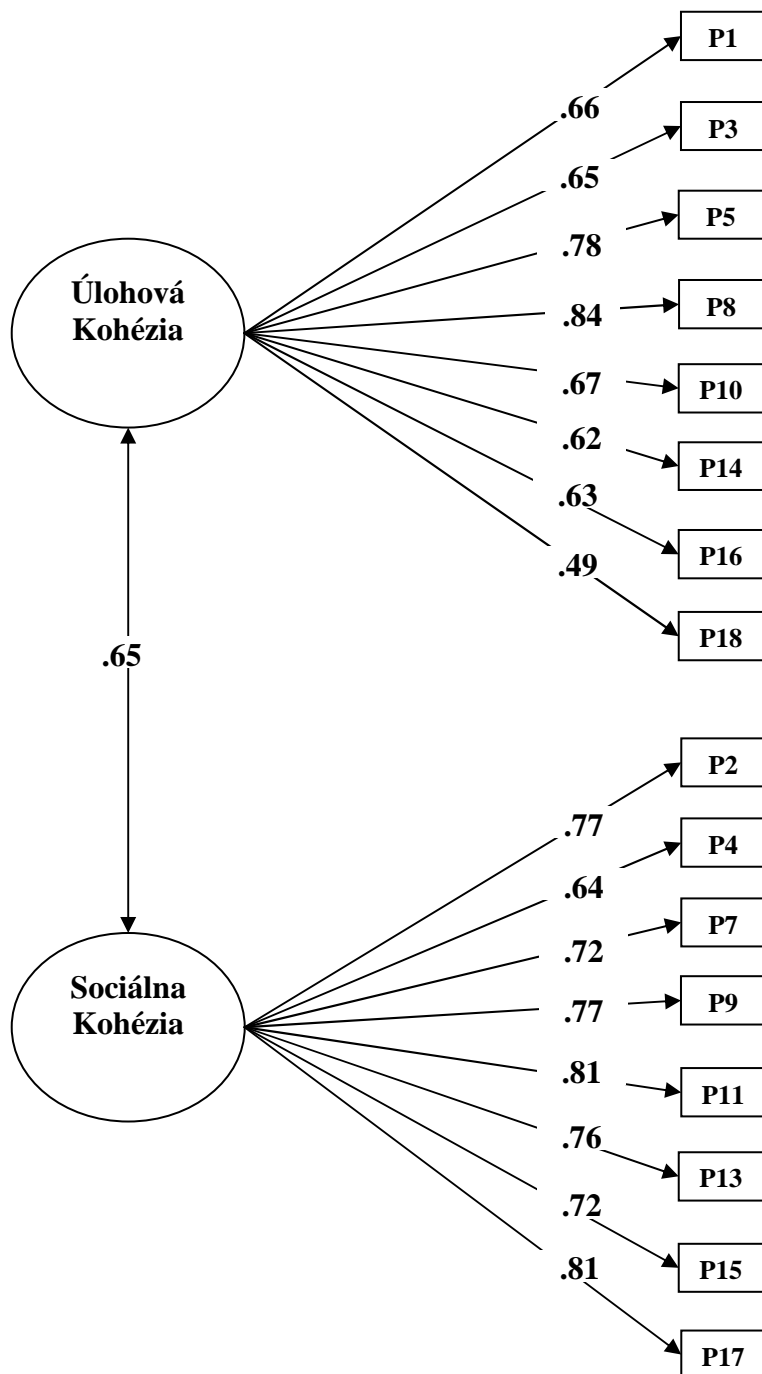 P1
.66
P3
.65
P5
.78
Úlohová
Kohézia
P8
.84
P10
.67
P14
.62
P16
.63
P18
.49
.65
P2
.77
P4
.64
P7
.72
Sociálna
Kohézia
P9
.77
P11
.81
P13
.76
P15
.72
P17
.81